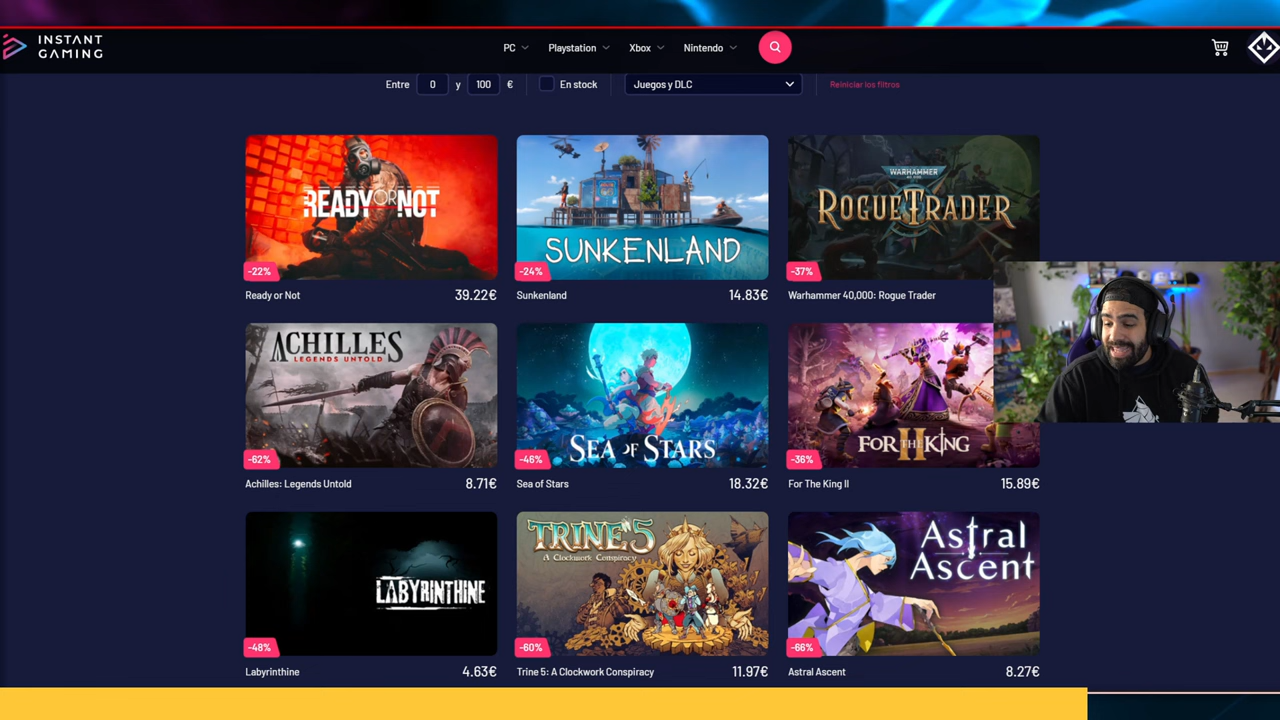 INSTANT
GAMING
PC
Playstation
Xbox
Nintendo
Entre 0 y 100 €
En stock
Juegos y DLC
Reiniciar los filtros
READY OR NOT
-22%
Ready or Not
39.22€
SUNKENLAND
-24%
Sunkenland
14.83€
WARHAMMER
40,000
ROGUE TRADER
-37%
Warhammer 40,000: Rogue Trader
ACHILLES
LEGENDS UNTOLD
-62%
Achilles: Legends Untold
8.71€
SEA OF STARS
-46%
Sea of Stars
18.32€
FOR THE KING
II
-36%
For The King II
15.89€
LABYRINTHINE
-48%
Labyrinthine
4.63€
TRINE 5
A Clockwork Conspiracy
-60%
Trine 5: A Clockwork Conspiracy
11.97€
Astral
Ascent
-66%
Astral Ascent
8.27€